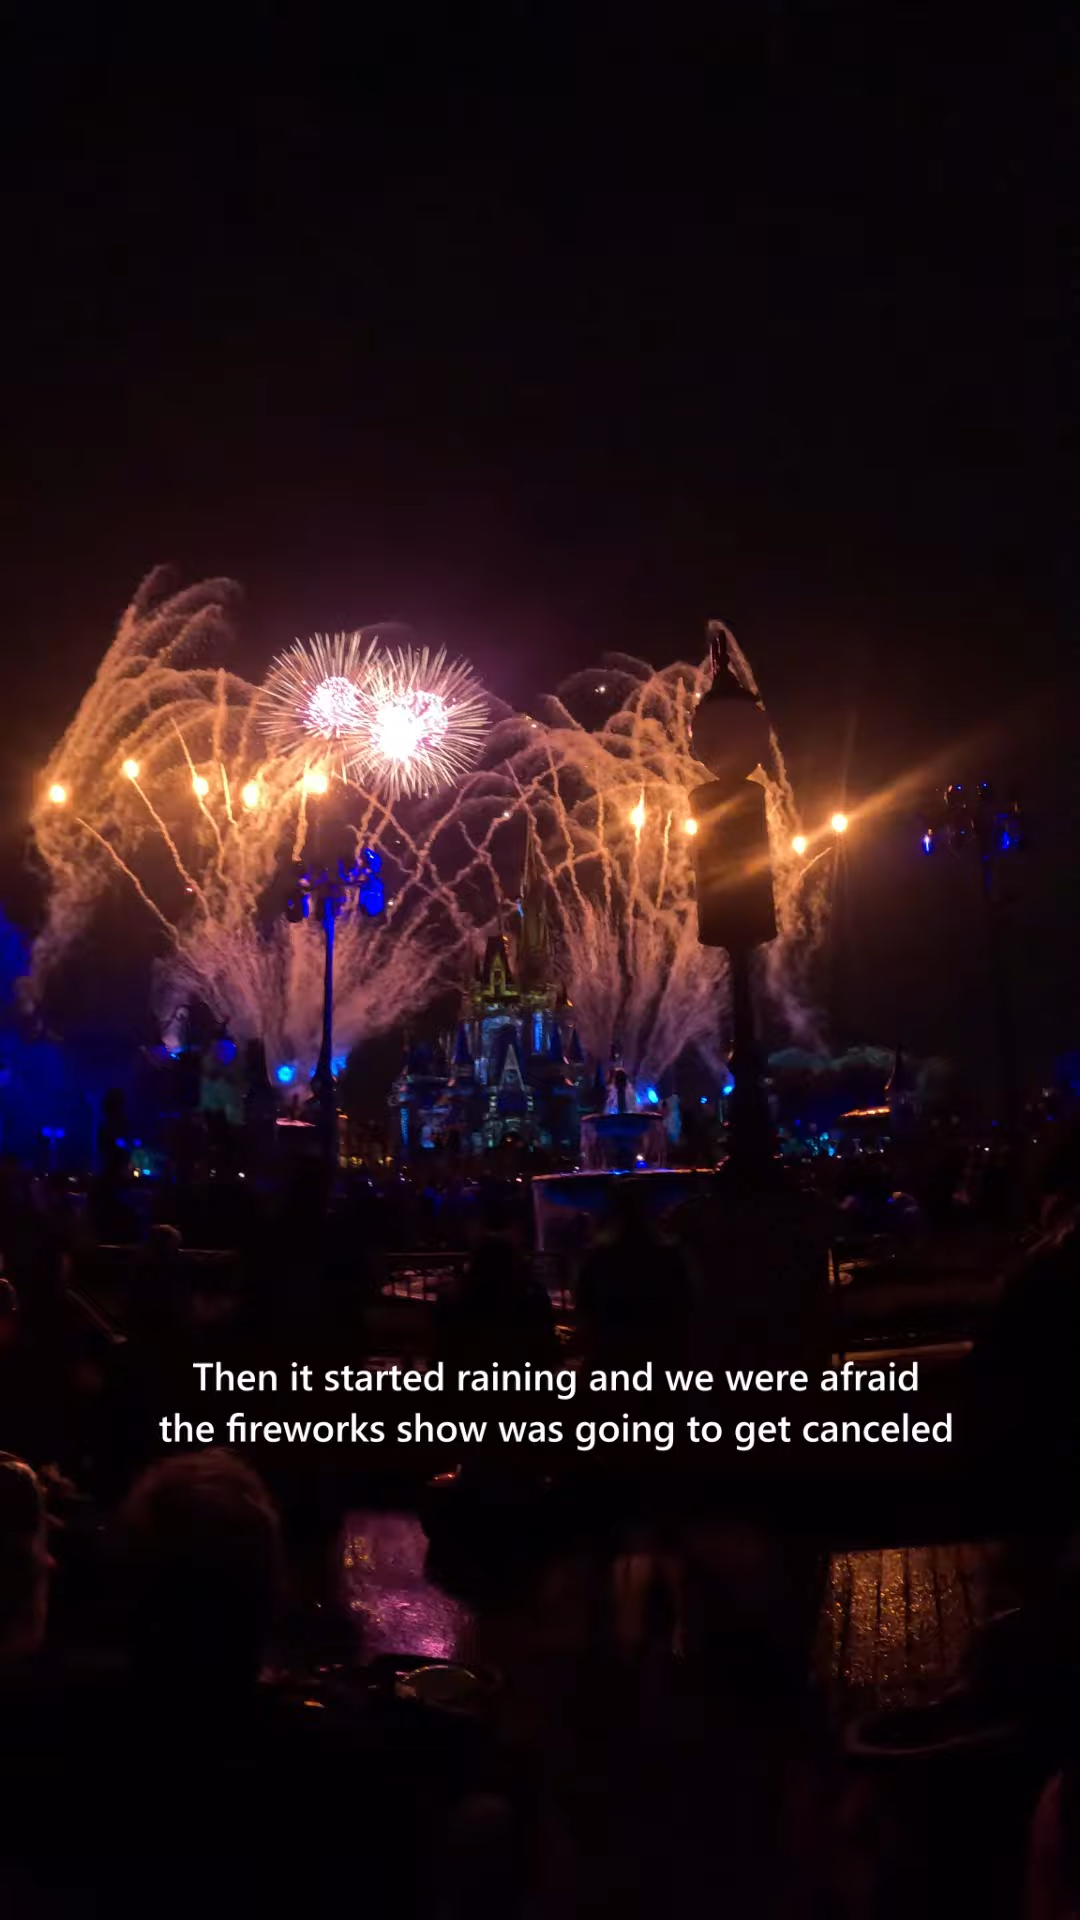 Then it started raining and we were afraid
the fireworks show was going to get canceled